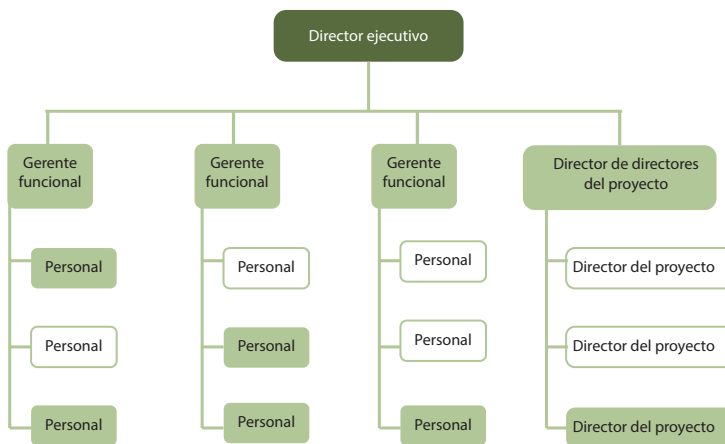 Director ejecutivo
Gerente
funcional
Gerente
funcional
Gerente
funcional
Director de directores
del proyecto
Personal
Personal
Personal
Director del proyecto
Personal
Personal
Personal
Director del proyecto
Personal
Personal
Personal
Director del proyecto